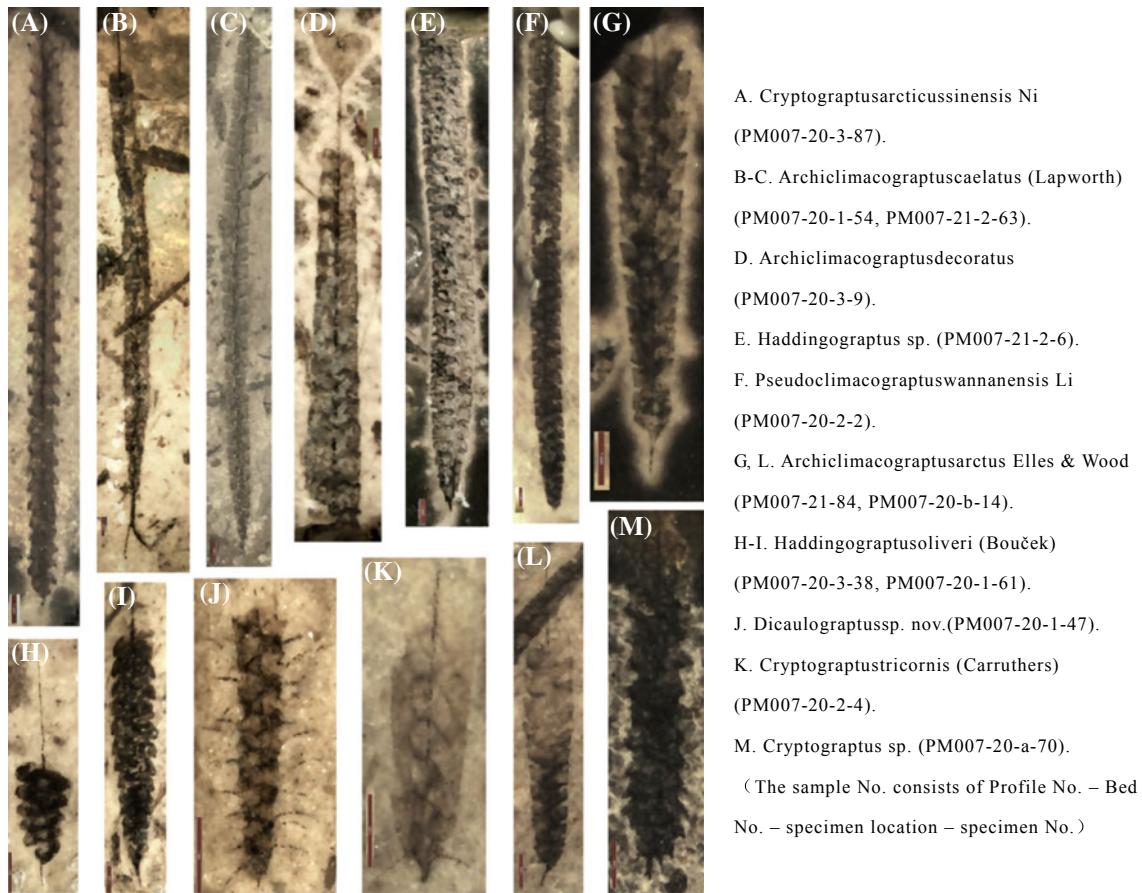 (A)
(B)
(C)
(D)
(E)
(F)
(G)
(H)
(I)
(J)
(K)
(L)
(M)
A. Cryptograptusarcticussinensis Ni
(PM007-20-3-87).
B-C. Archiclimacograptuscaelatus (Lapworth)
(PM007-20-1-54, PM007-21-2-63).
D. Archiclimacograptusdecoratus
(PM007-20-3-9).
E. Haddingograptus sp. (PM007-21-2-6).
F. Pseudoclimacograptuswannanensis Li
(PM007-20-2-2).
G, L. Archiclimacograptusarctus Elles & Wood
(PM007-21-84, PM007-20-b-14).
H-I. Haddingograptusoliveri (Bouček)
(PM007-20-3-38, PM007-20-1-61).
J. Dicaulograptussp. nov.(PM007-20-1-47).
K. Cryptograptustricornis (Carruthers)
(PM007-20-2-4).
M. Cryptograptus sp. (PM007-20-a-70).
（The sample No. consists of Profile No. – Bed
No. – specimen location – specimen No.）